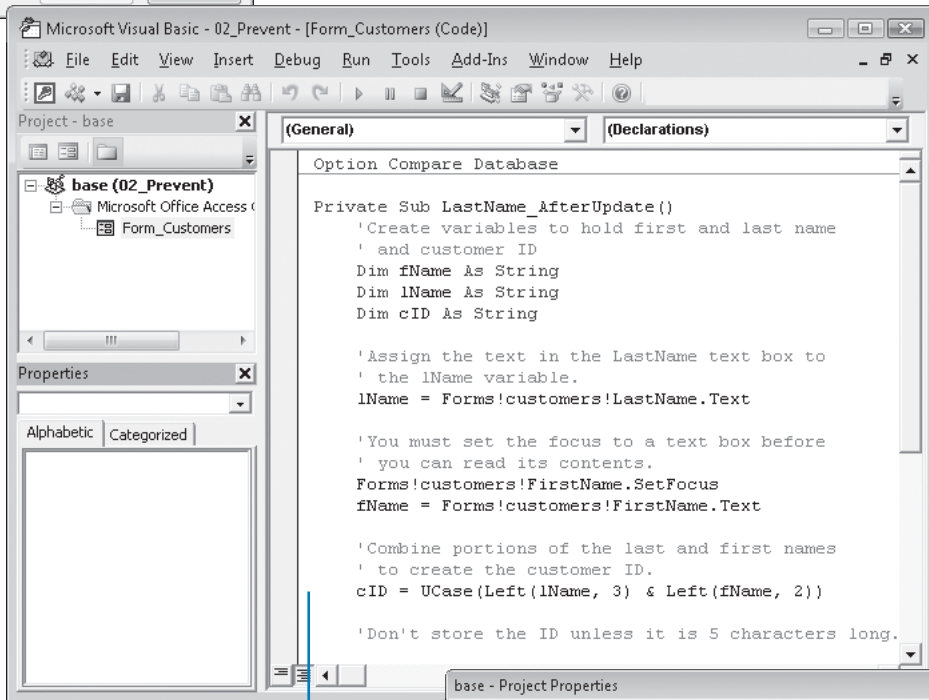 Microsoft Visual Basic - 02_Prevent - [Form_Customers (Code)]
File Edit View Insert Debug Run Tools Add-Ins Window Help
Project - base
base (02_Prevent)
Microsoft Office Access (
Form_Customers
Properties
Alphabetic Categorized
(General) (Declarations)
Option Compare Database
Private Sub LastName_AfterUpdate()
'Create variables to hold first and last name
' and customer ID
Dim fName As String
Dim lName As String
Dim cID As String
'Assign the text in the LastName text box to
' the lName variable.
lName = Forms!customers!LastName.Text
'You must set the focus to a text box before
' you can read its contents.
Forms!customers!FirstName.SetFocus
fName = Forms!customers!FirstName.Text
'Combine portions of the last and first names
' to create the customer ID.
cID = UCase(Left(lName, 3) & Left(fName, 2))
'Don't store the ID unless it is 5 characters long.
base - Project Properties